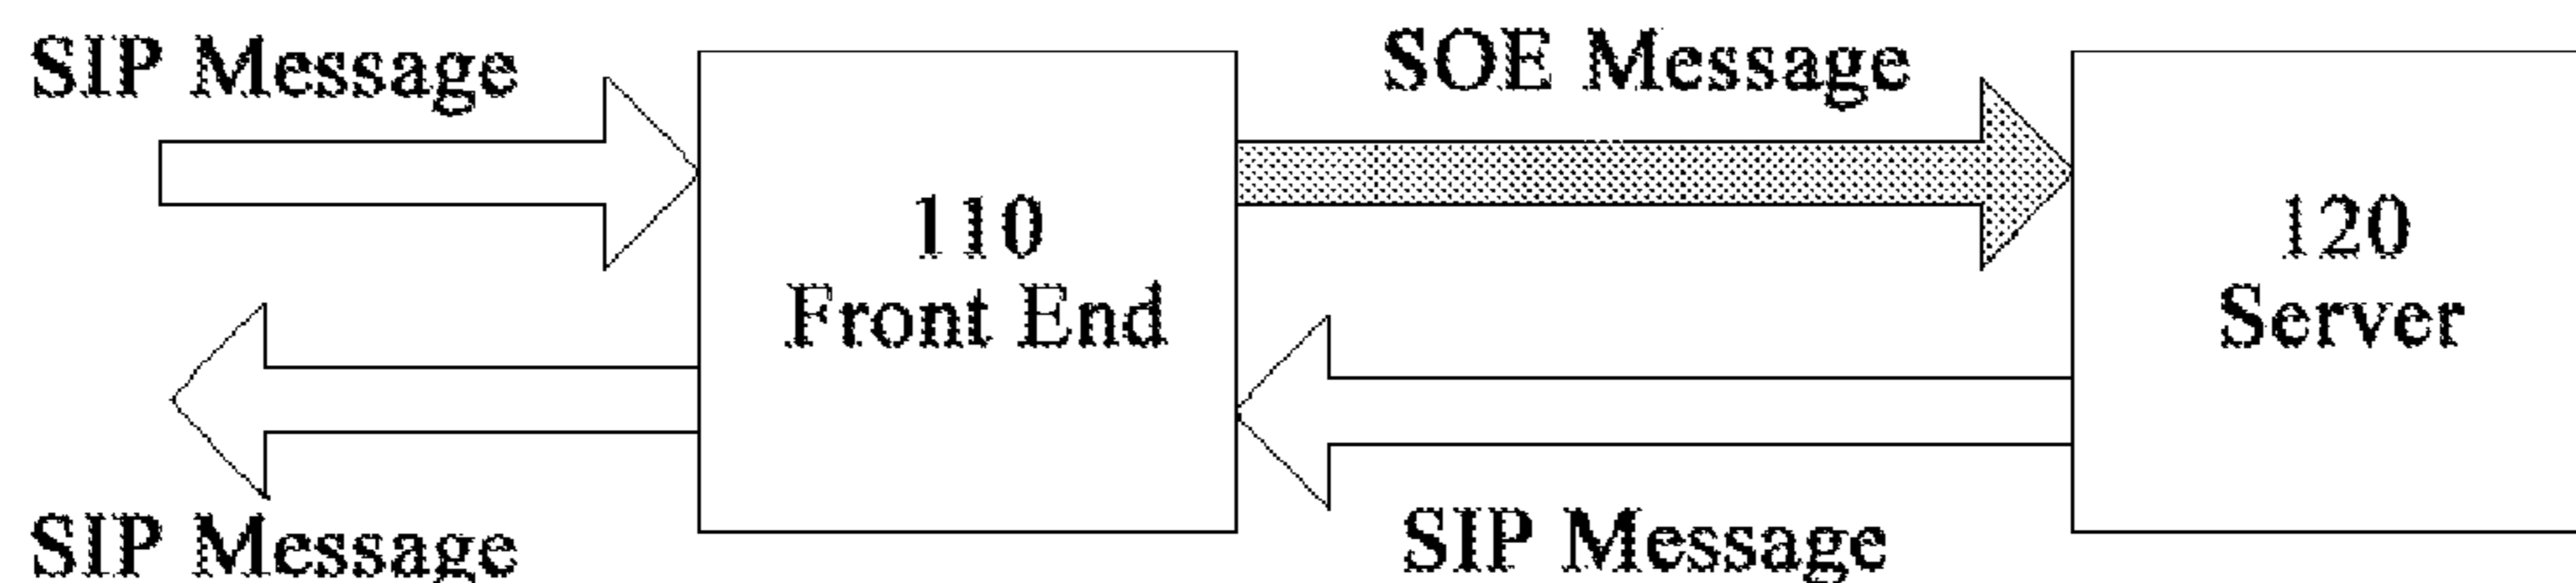 SIP Message
SOE Message
110
Front End
120
Server
SIP Message
SIP Message